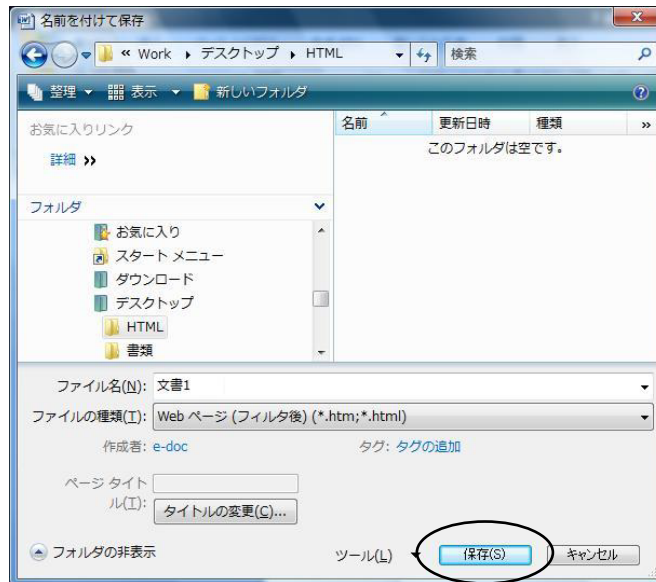 名前を付けて保存
« Work ▸ デスクトップ ▸ HTML
検索
整理 表示 新しいフォルダ
お気に入りリンク
詳細 »
名前 更新日時 種類 »
このフォルダは空です。
フォルダ
お気に入り
スタート メニュー
ダウンロード
デスクトップ
HTML
書類
ファイル名(N): 文書1
ファイルの種類(T): Web ページ (フィルタ後) (*.htm;*.html)
作成者: e-doc タグ: タグの追加
ページ タイト
ル(I):
タイトルの変更(C)...
フォルダの非表示
ツール(L) 保存(S) キャンセル